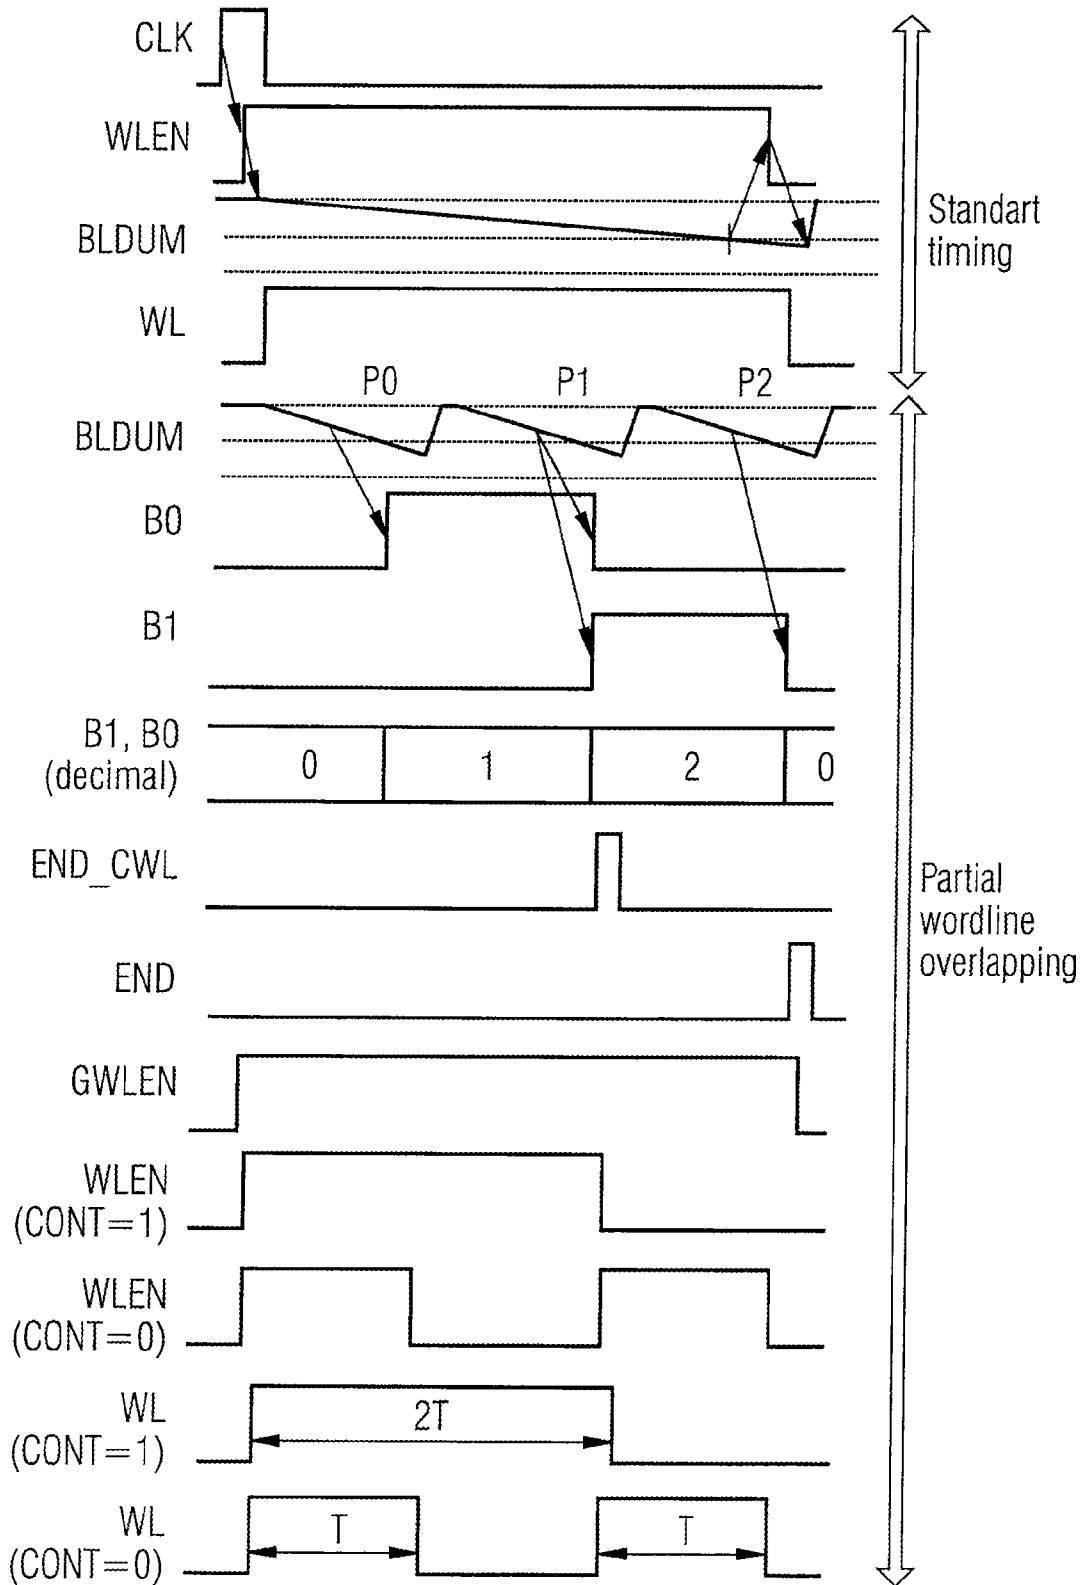 CLK
WLEN
BLDUM
WL
Standart
timing
P0 P1 P2
BLDUM
B0
B1
B1, B0
(decimal)
0 1 2 0
END_CWL
Partial
wordline
overlapping
END
GWLEN
WLEN
(CONT=1)
WLEN
(CONT=0)
WL
(CONT=1)
2T
WL
(CONT=0)
T T